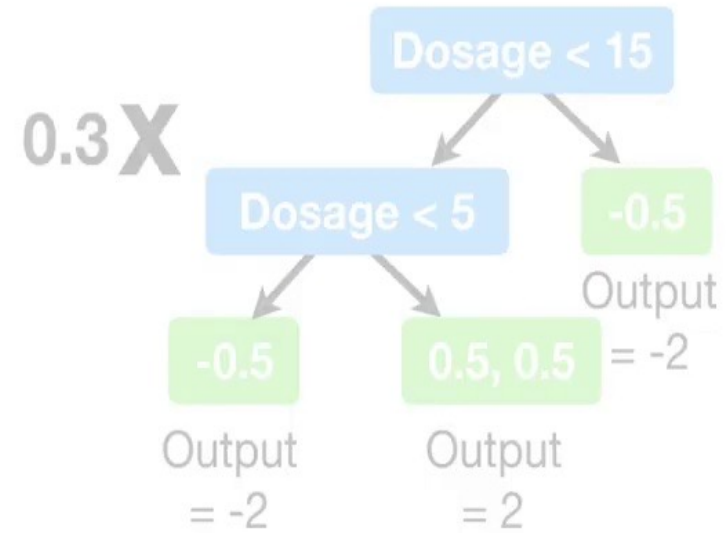 Dosage < 15
0.3 X
Dosage < 5
-0.5
Output
= -2
-0.5
0.5, 0.5
Output
= -2
Output
= 2